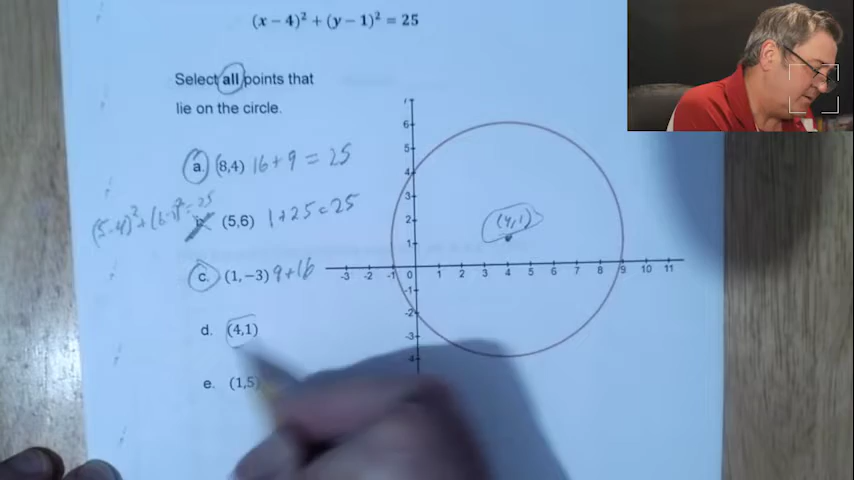 (x − 4)² + (y − 1)² = 25
Select all points that
lie on the circle.
a. (8,4) 16 + 9 = 25
(5-4)² + (6-1)² = 25
b. (5,6) 1 + 25 = 25
c. (1,−3) 9 + 16
d. (4,1)
e. (1,5)
6
5
4
3
2
1
-3 -2 -1 0 1 2 3 4 5 6 7 8 9 10 11
-1
-2
-3
4
(4,1)